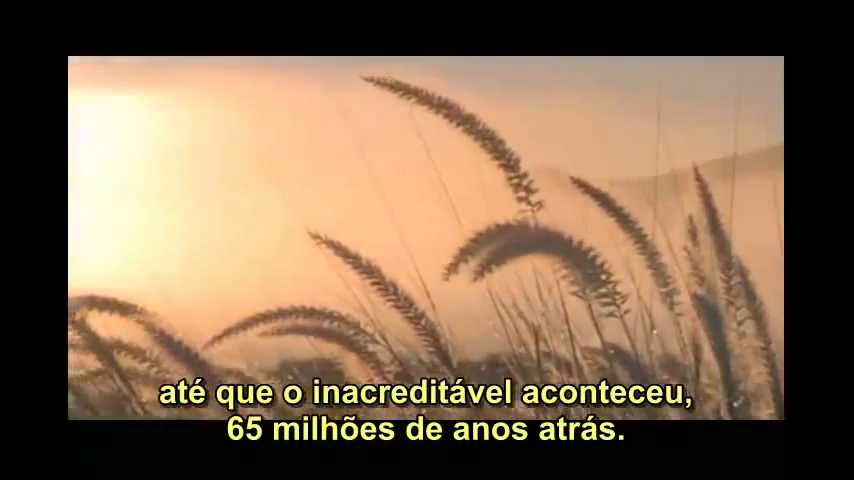 até que o inacreditável aconteceu,
65 milhões de anos atrás.